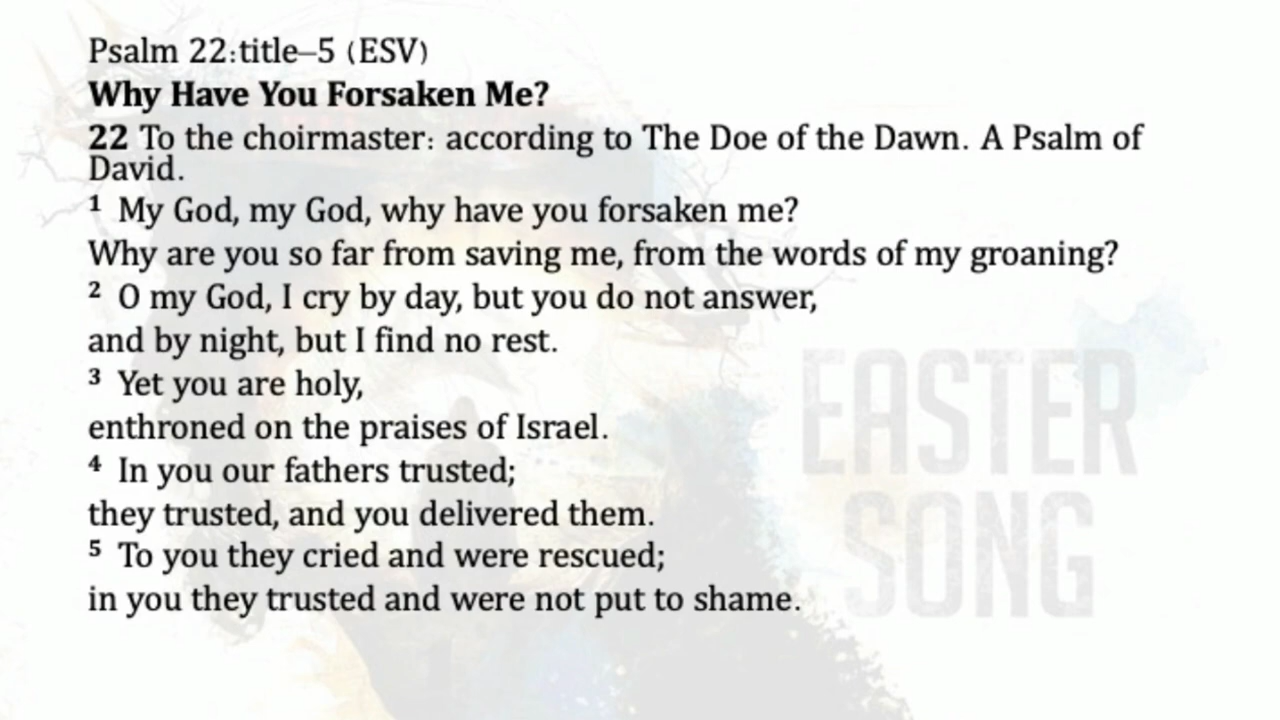 Psalm 22:title–5 (ESV)
Why Have You Forsaken Me?
22 To the choirmaster: according to The Doe of the Dawn. A Psalm of
David.
1 My God, my God, why have you forsaken me?
Why are you so far from saving me, from the words of my groaning?
2 O my God, I cry by day, but you do not answer,
and by night, but I find no rest.
3 Yet you are holy,
enthroned on the praises of Israel.
4 In you our fathers trusted;
they trusted, and you delivered them.
5 To you they cried and were rescued;
in you they trusted and were not put to shame.
EASTER
SONG